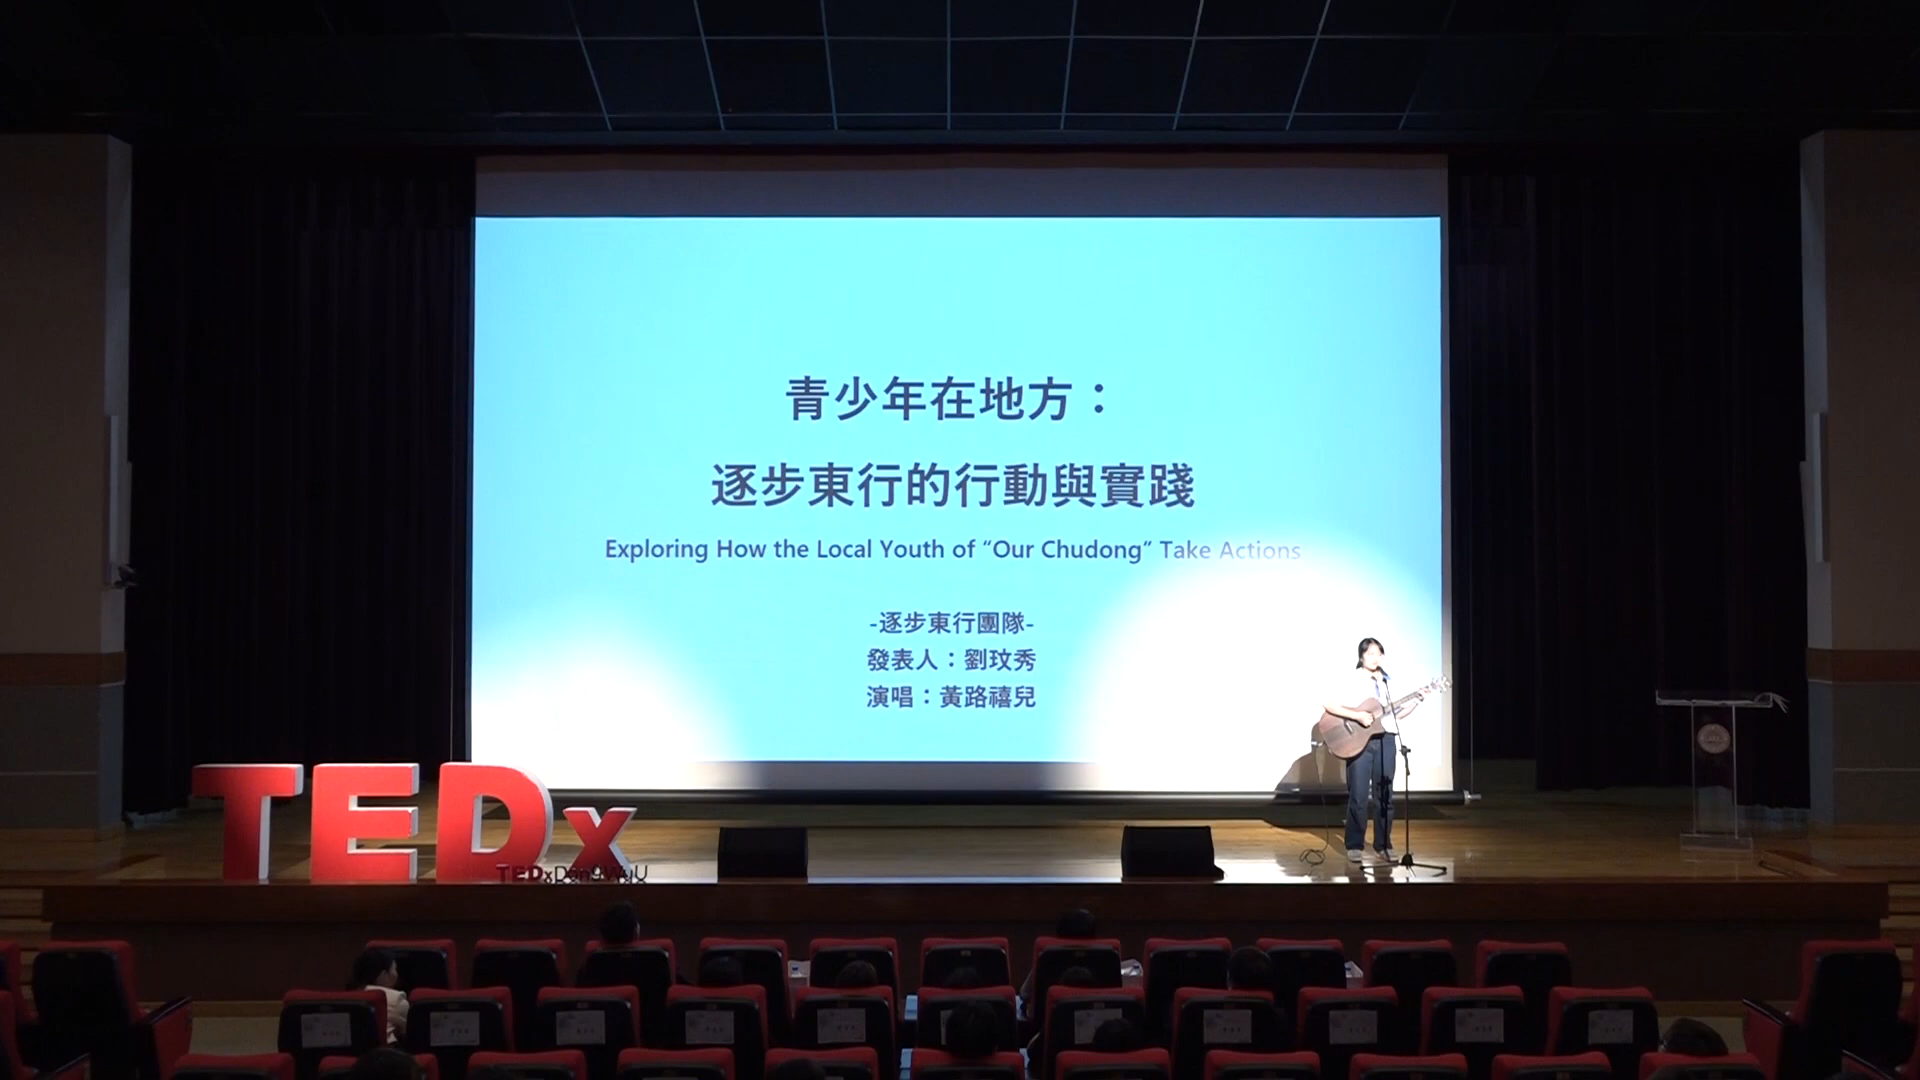 青少年在地方：
逐步東行的行動與實踐
Exploring How the Local Youth of “Our Chudong” Take Actions
-逐步東行團隊-
發表人：劉玟秀
演唱：黃路禧兒
TEDx
TEDxDongWuU